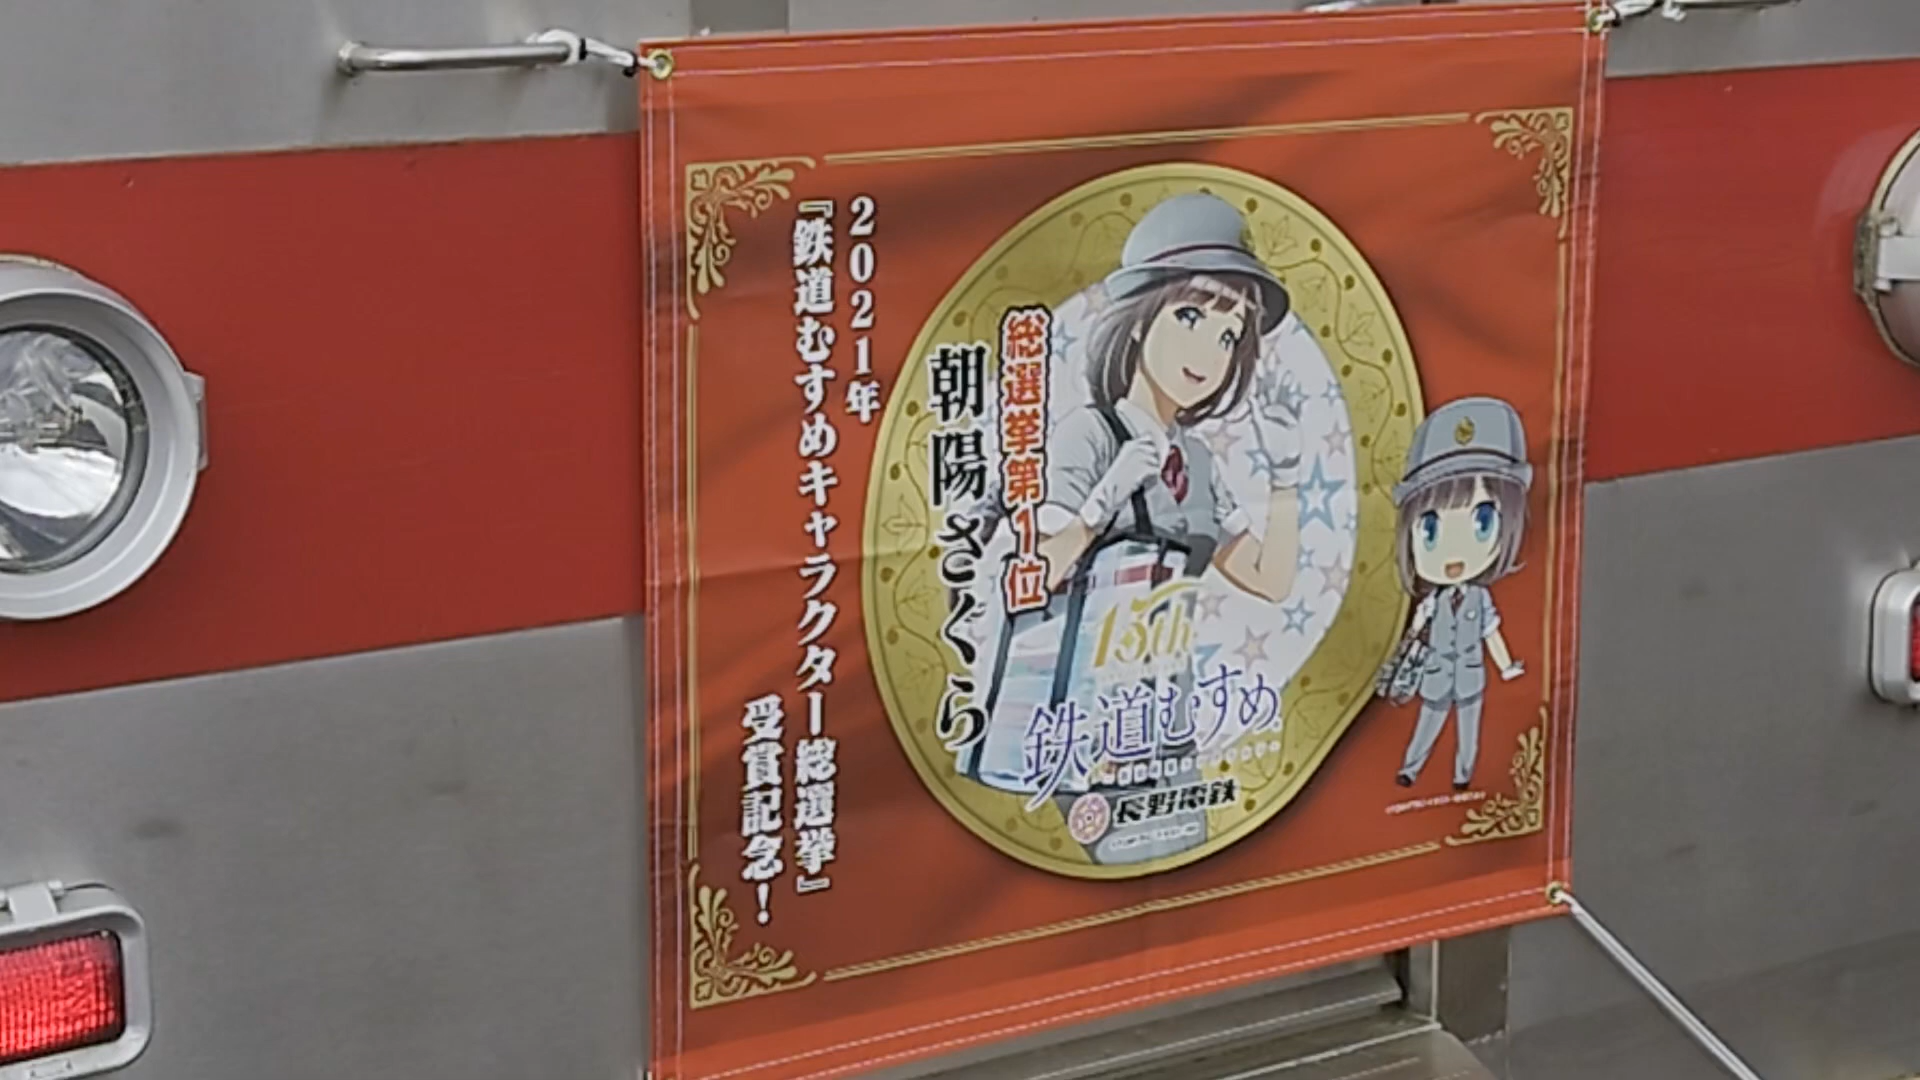 2021年
『鉄道むすめキャラクター総選挙』
受賞記念！
総選挙第1位
朝陽さくら
15th
鉄道むすめ
長野電鉄